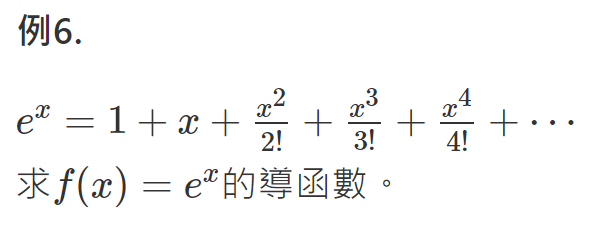 例6.
e^x = 1 + x + x^2/2! + x^3/3! + x^4/4! + ⋯
求f(x) = e^x的導函數。